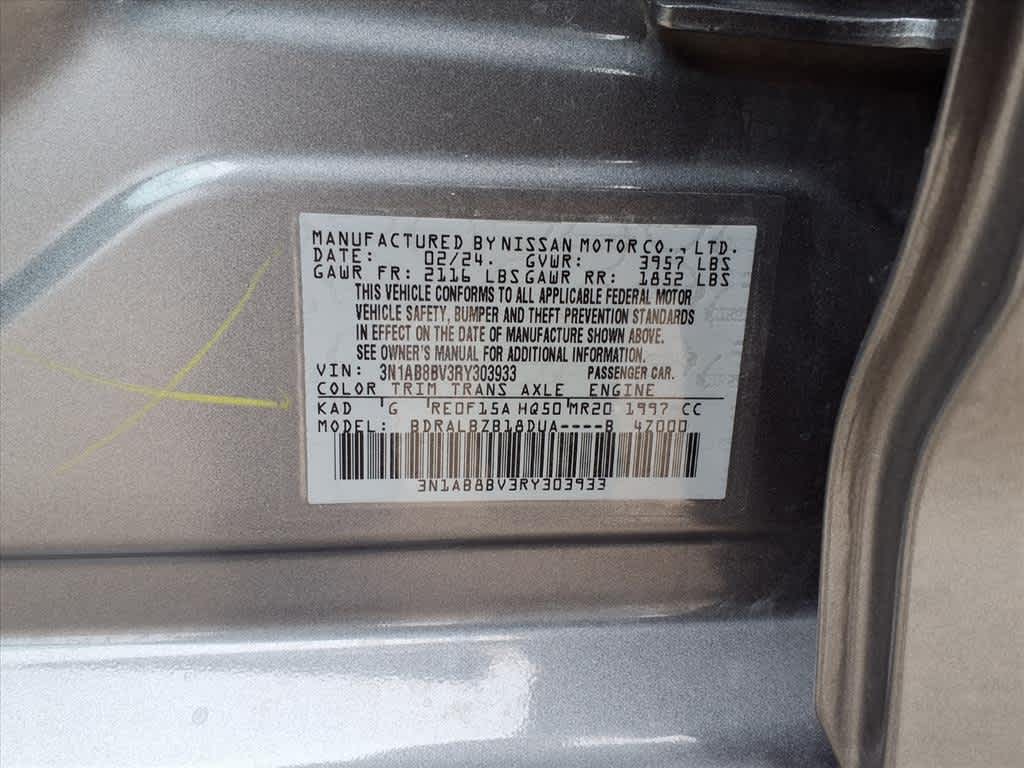 MANUFACTURED BY NISSAN MOTOR CO., LTD.
DATE: 02/24. GVWR: 3957 LBS
GAWR FR: 2116 LBS GAWR RR: 1852 LBS
THIS VEHICLE CONFORMS TO ALL APPLICABLE FEDERAL MOTOR
VEHICLE SAFETY, BUMPER AND THEFT PREVENTION STANDARDS
IN EFFECT ON THE DATE OF MANUFACTURE SHOWN ABOVE.
SEE OWNER'S MANUAL FOR ADDITIONAL INFORMATION.
VIN: 3N1AB8BV3RY303933 PASSENGER CAR.
COLOR TRIM TRANS AXLE ENGINE
KAD G RE0F15A HQ50 MR20 1997 CC
MODEL: BDRALBZB18DUA----B 4Z000
3N1AB8BV3RY303933